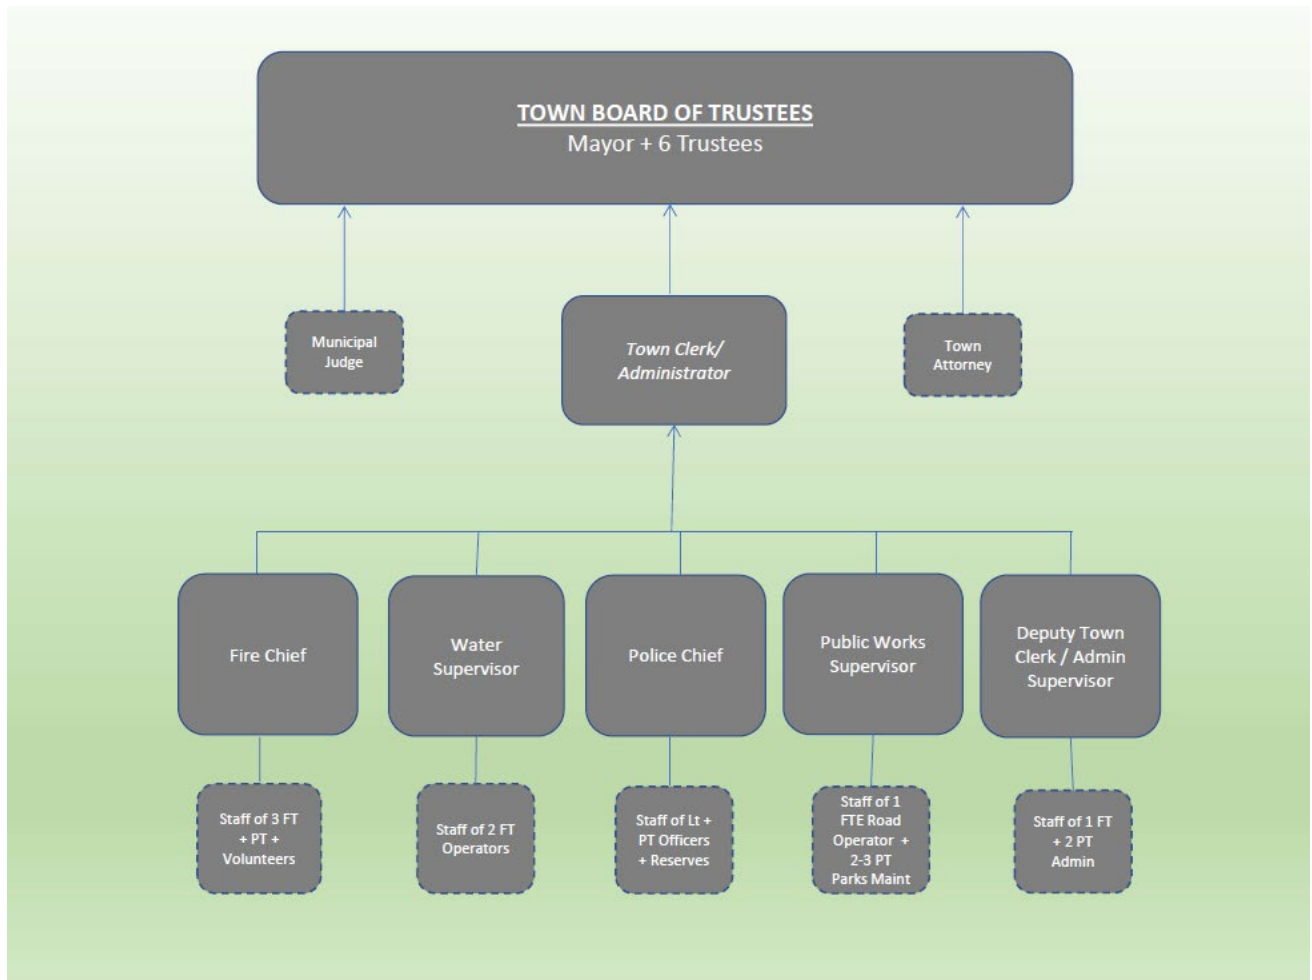 TOWN BOARD OF TRUSTEES
Mayor + 6 Trustees
Municipal
Judge
Town Clerk/
Administrator
Town
Attorney
Fire Chief
Water
Supervisor
Police Chief
Public Works
Supervisor
Deputy Town
Clerk / Admin
Supervisor
Staff of 3 FT
+ PT +
Volunteers
Staff of 2 FT
Operators
Staff of Lt +
PT Officers
+ Reserves
Staff of 1
FTE Road
Operator +
2-3 PT
Parks Maint
Staff of 1 FT
+ 2 PT
Admin